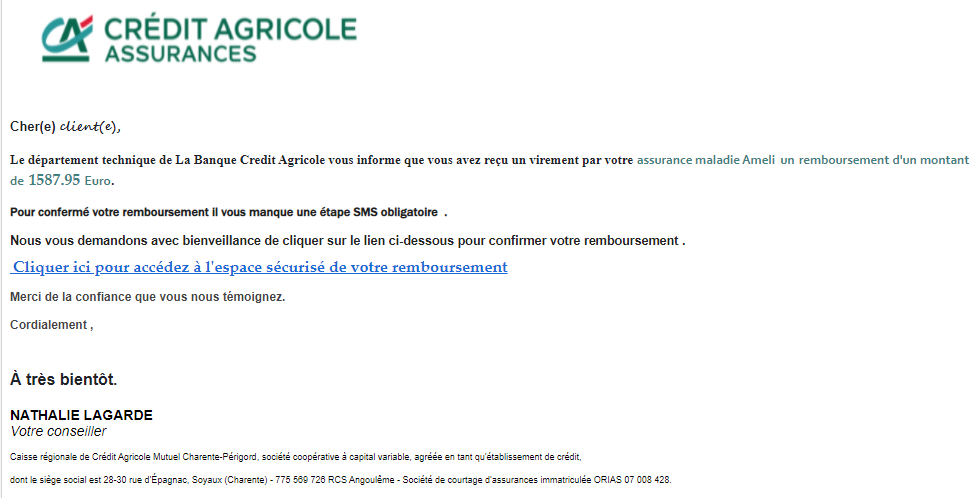 CRÉDIT AGRICOLE
ASSURANCES
Cher(e) client(e),
Le département technique de La Banque Credit Agricole vous informe que vous avez reçu un virement par votre assurance maladie Ameli un remboursement d'un montant
de 1587.95 Euro.
Pour confermé votre remboursement il vous manque une étape SMS obligatoire .
Nous vous demandons avec bienveillance de cliquer sur le lien ci-dessous pour confirmer votre remboursement .
Cliquer ici pour accédez à l'espace sécurisé de votre remboursement
Merci de la confiance que vous nous témoignez.
Cordialement ,
À très bientôt.
NATHALIE LAGARDE
Votre conseiller
Caisse régionale de Crédit Agricole Mutuel Charente-Périgord, société coopérative à capital variable, agréée en tant qu'établissement de crédit,
dont le siège social est 28-30 rue d'Épagnac, Soyaux (Charente) - 775 569 726 RCS Angoulême - Société de courtage d'assurances immatriculée ORIAS 07 008 428.